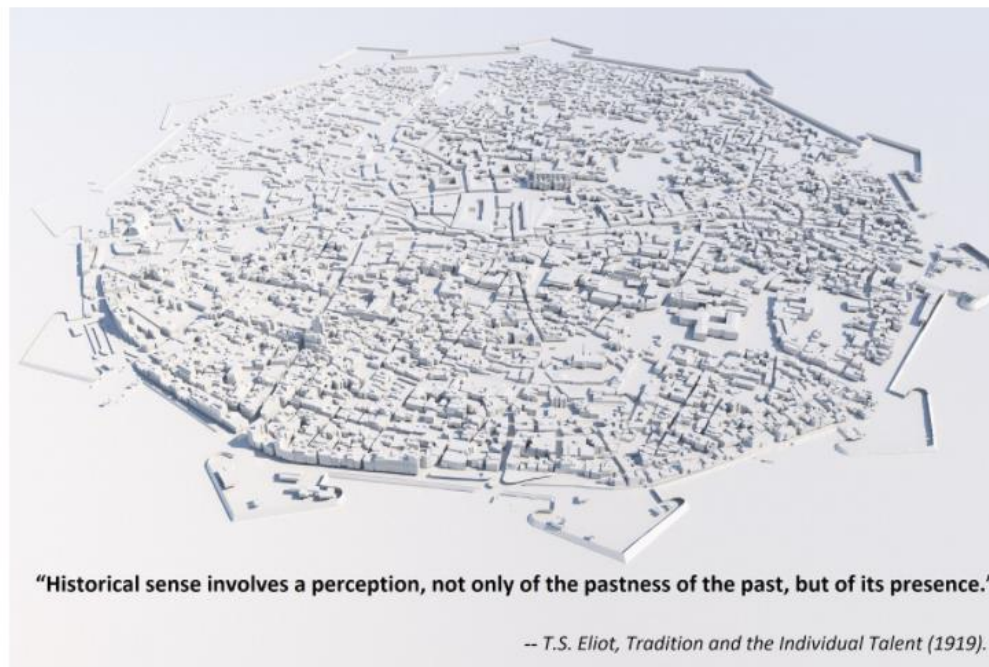 “Historical sense involves a perception, not only of the pastness of the past, but of its presence.”
-- T.S. Eliot, Tradition and the Individual Talent (1919).